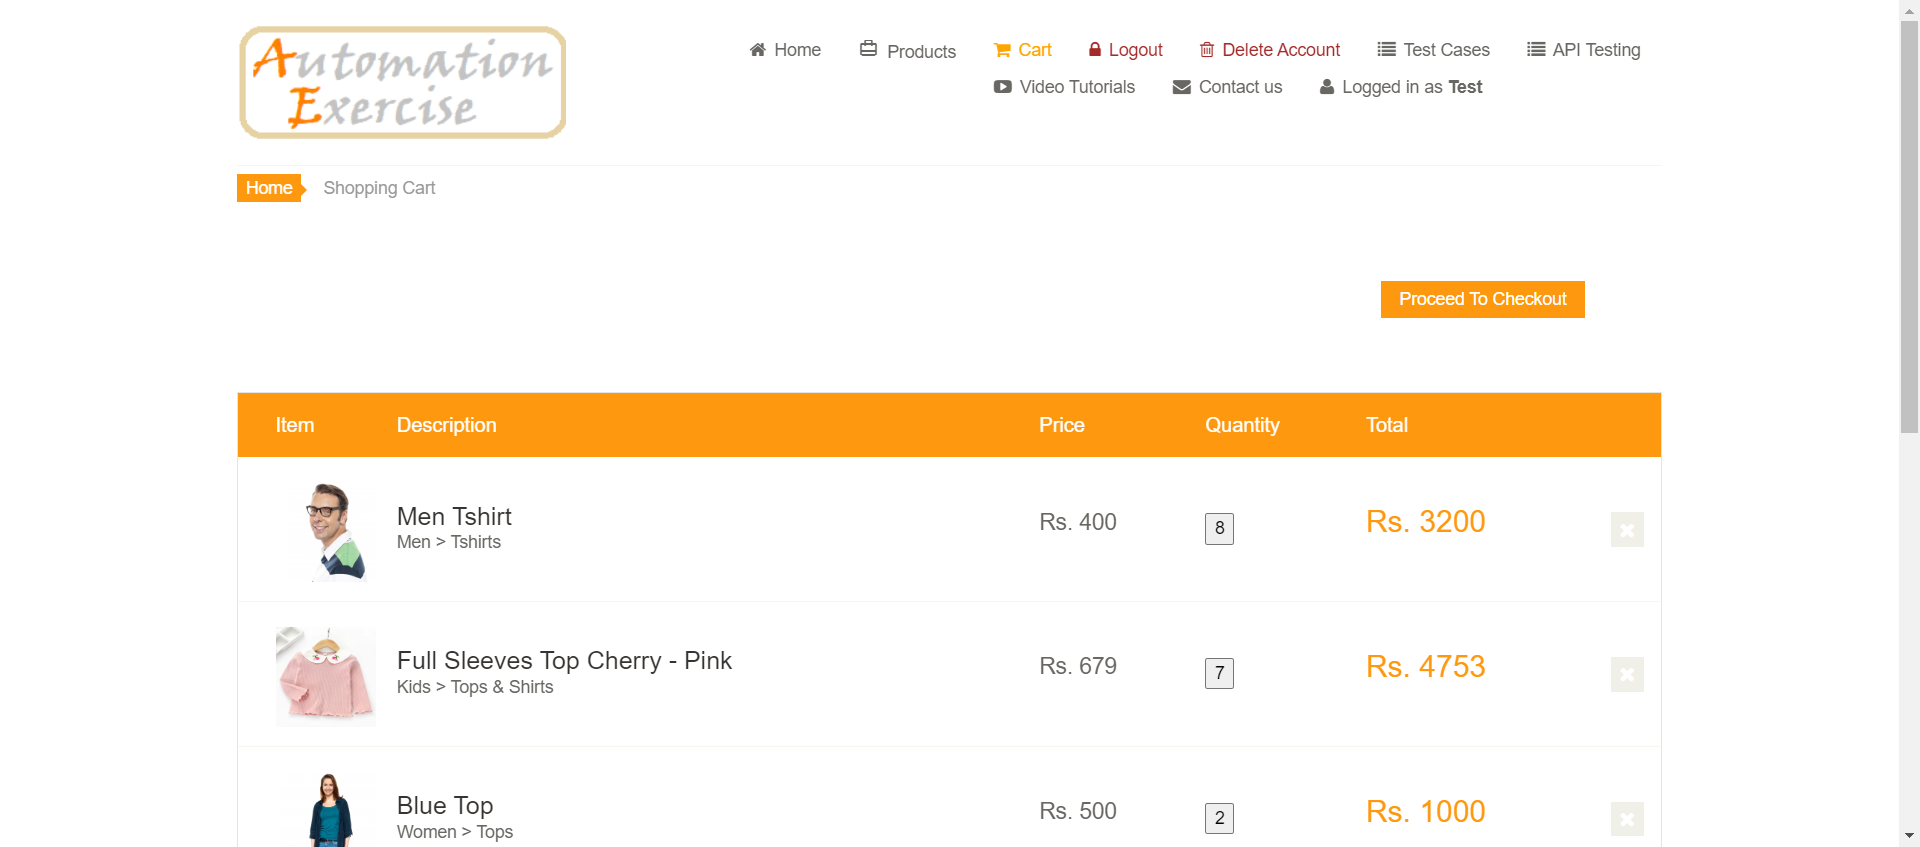 Automation
Exercise
Home
Products
Cart
Logout
Delete Account
Test Cases
API Testing
Video Tutorials
Contact us
Logged in as Test
Home
Shopping Cart
Proceed To Checkout
Item Description Price Quantity Total
Men Tshirt
Men > Tshirts
Rs. 400
8
Rs. 3200
Full Sleeves Top Cherry - Pink
Kids > Tops & Shirts
Rs. 679
7
Rs. 4753
Blue Top
Women > Tops
Rs. 500
2
Rs. 1000